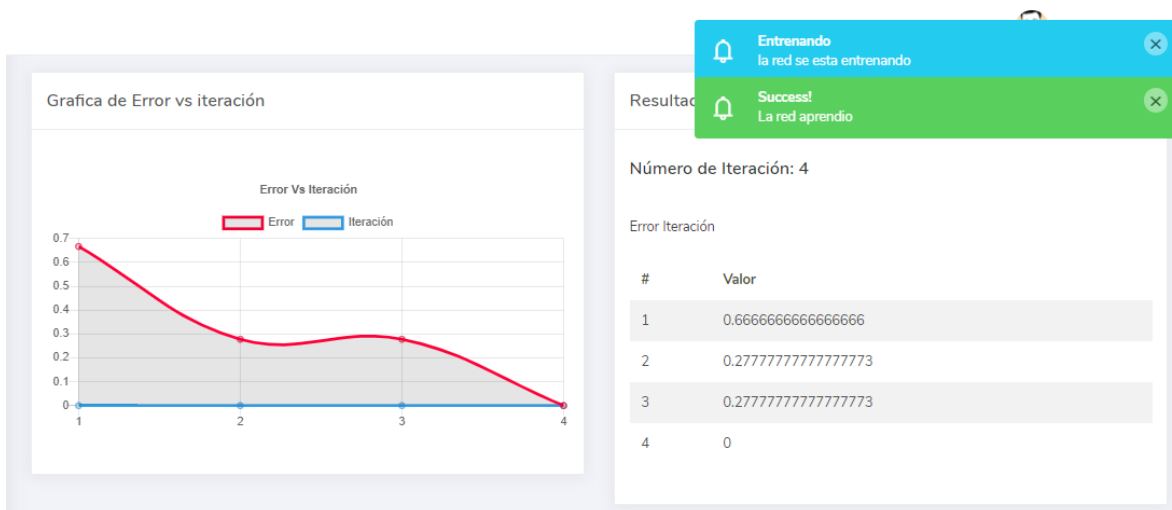 Entrenando
la red se esta entrenando
Success!
La red aprendio
Grafica de Error vs iteración
Error Vs Iteración
Error Iteración
0.7
0.6
0.5
0.4
0.3
0.2
0.1
0
1 2 3 4
Número de Iteración: 4
Error Iteración
# Valor
1 0.6666666666666666
2 0.27777777777777773
3 0.27777777777777773
4 0